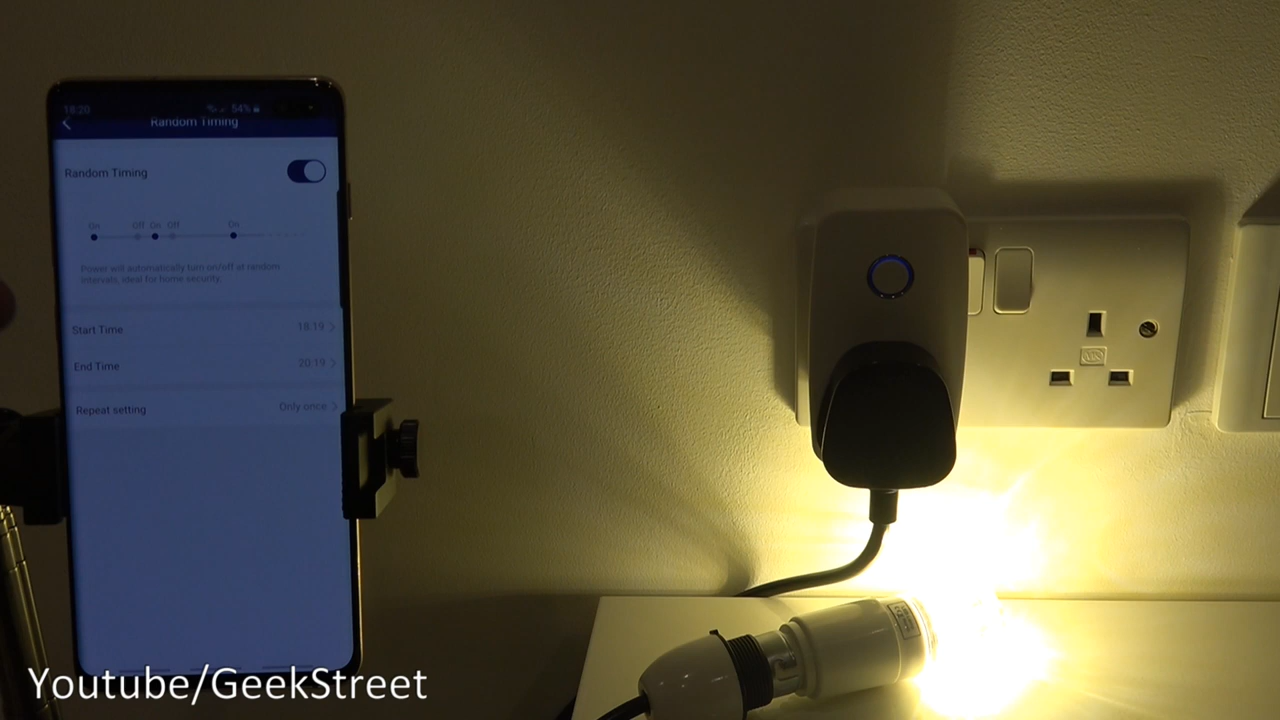 18:20
54%
Random Timing
Random Timing
On Off On Off On
Power will automatically turn on/off at random
intervals, ideal for home security.
Start Time 18:19
End Time 20:19
Repeat setting Only once
MK
Youtube/GeekStreet